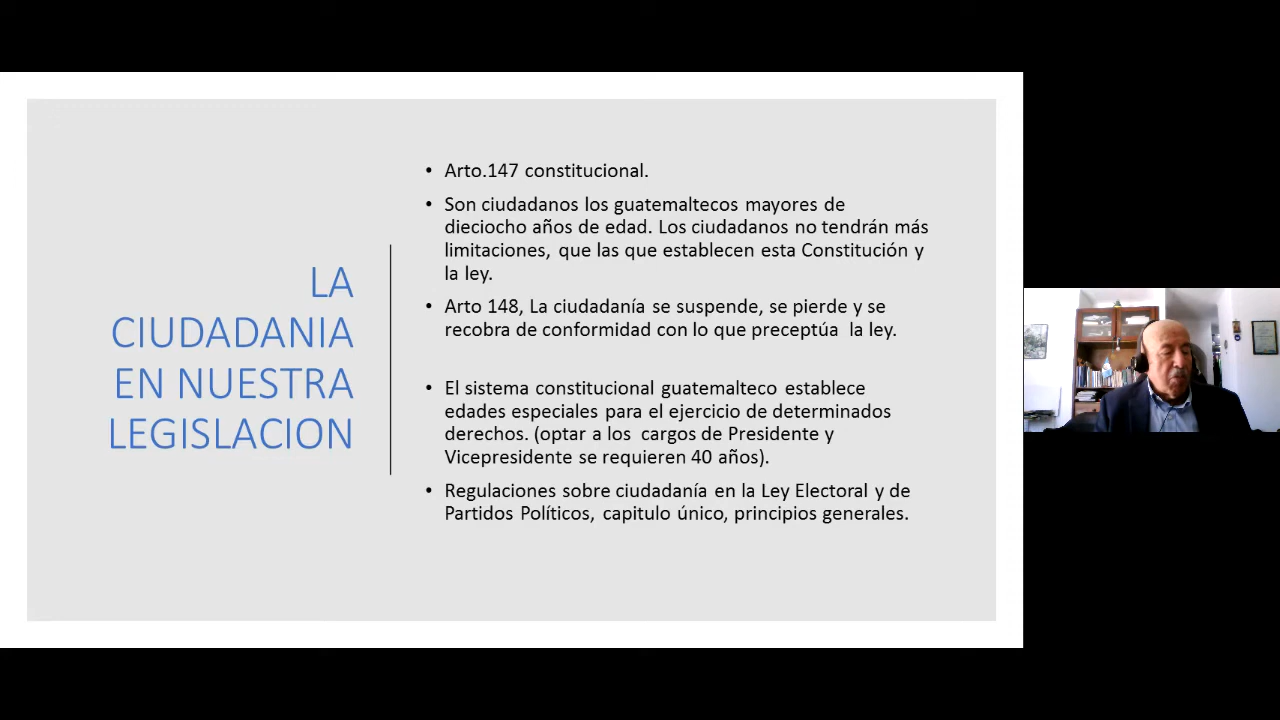 LA
CIUDADANIA
EN NUESTRA
LEGISLACION
• Arto.147 constitucional.
• Son ciudadanos los guatemaltecos mayores de
dieciocho años de edad. Los ciudadanos no tendrán más
limitaciones, que las que establecen esta Constitución y
la ley.
• Arto 148, La ciudadanía se suspende, se pierde y se
recobra de conformidad con lo que preceptúa la ley.
• El sistema constitucional guatemalteco establece
edades especiales para el ejercicio de determinados
derechos. (optar a los cargos de Presidente y
Vicepresidente se requieren 40 años).
• Regulaciones sobre ciudadanía en la Ley Electoral y de
Partidos Políticos, capitulo único, principios generales.